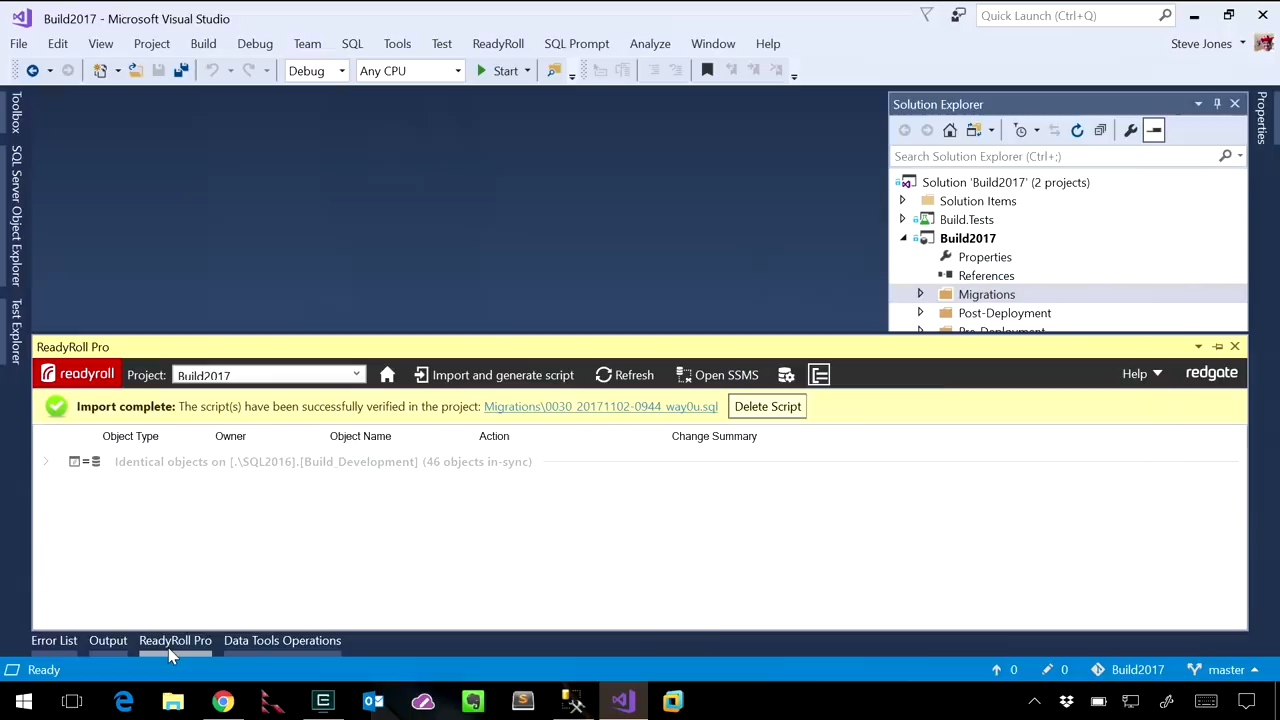 Build2017 - Microsoft Visual Studio
Quick Launch (Ctrl+Q)
File Edit View Project Build Debug Team SQL Tools Test ReadyRoll SQL Prompt Analyze Window Help
Steve Jones
Debug Any CPU Start
Toolbox
SQL Server Object Explorer
Test Explorer
Properties
Solution Explorer
Search Solution Explorer (Ctrl+;)
Solution 'Build2017' (2 projects)
Solution Items
Build.Tests
Build2017
Properties
References
Migrations
Post-Deployment
Pre-Deployment
ReadyRoll Pro
readyroll Project: Build2017 Import and generate script Refresh Open SSMS Help redgate
Import complete: The script(s) have been successfully verified in the project: Migrations\0030_20171102-0944_way0u.sql Delete Script
Object Type Owner Object Name Action Change Summary
Identical objects on [.\SQL2016].[Build_Development] (46 objects in-sync)
Error List Output ReadyRoll Pro Data Tools Operations
Ready 0 0 Build2017 master